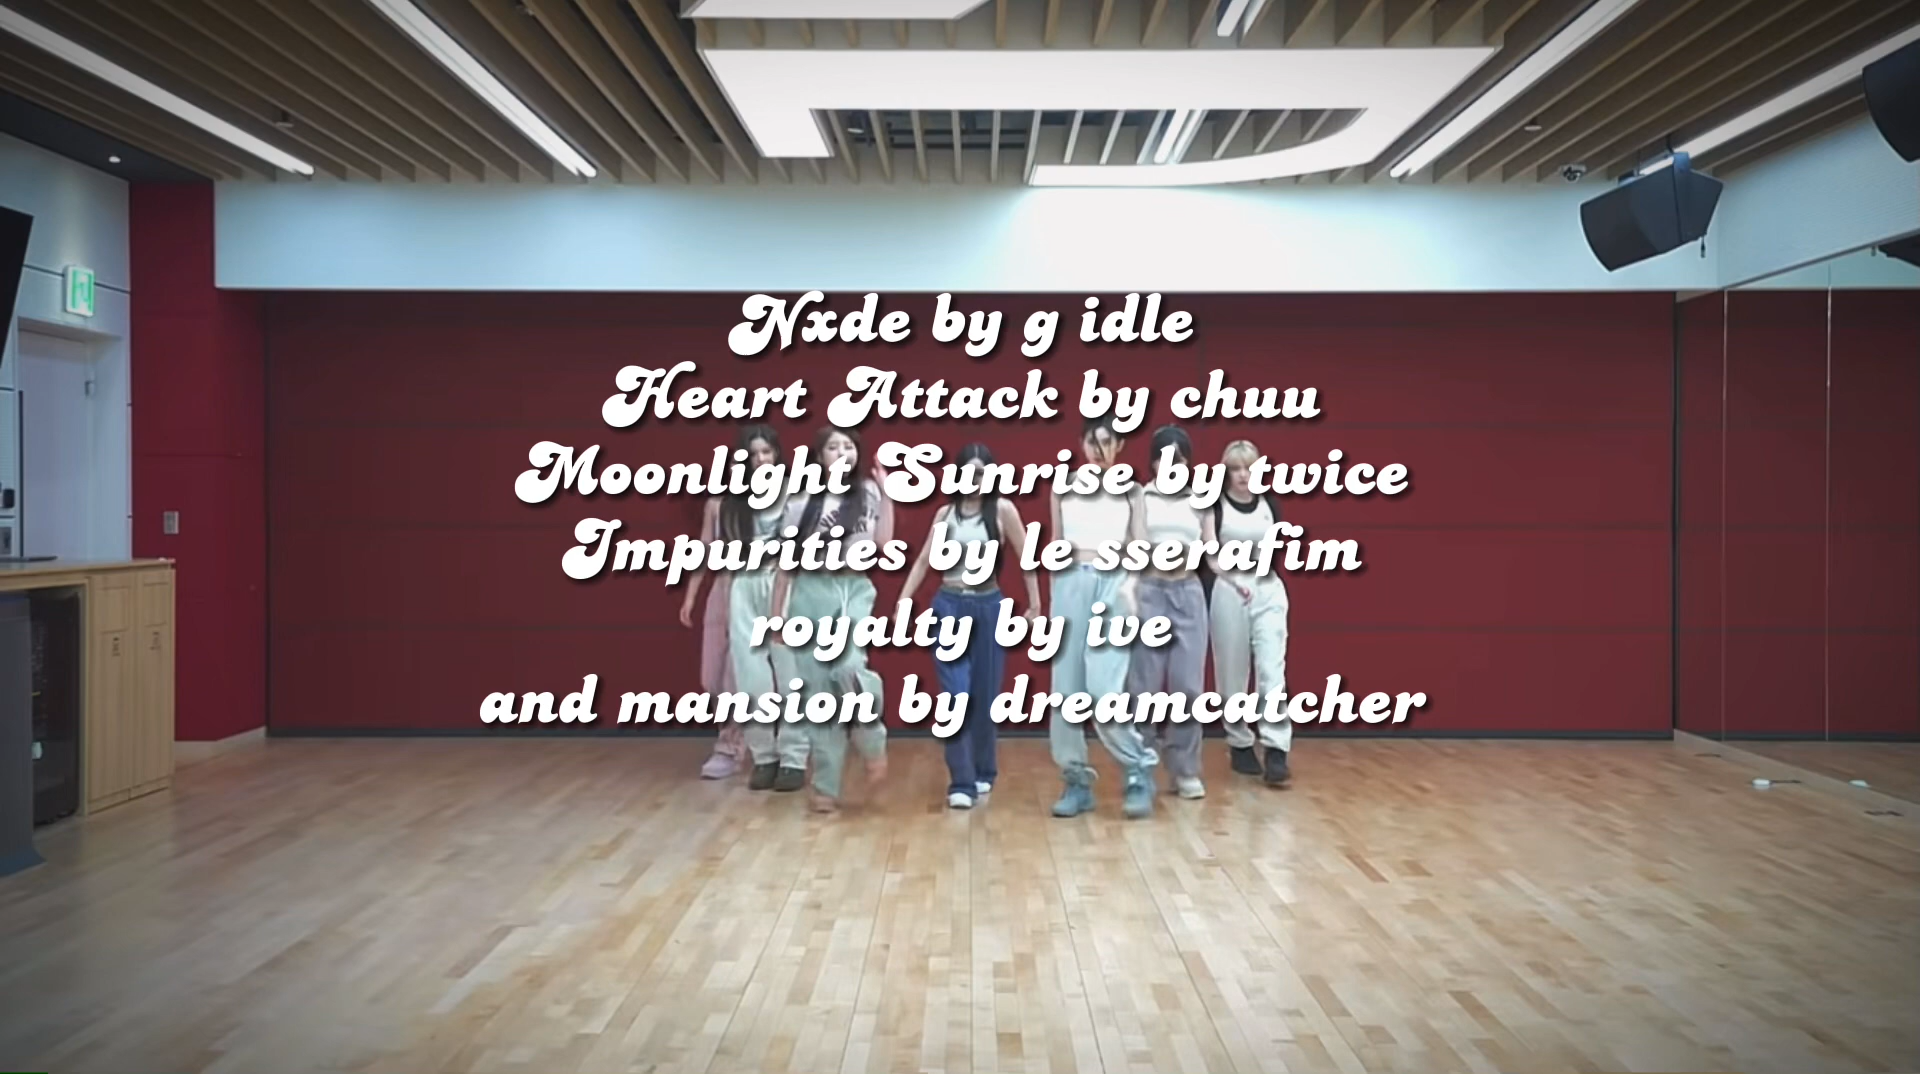 Nxde by g idle
Heart Attack by chuu
Moonlight Sunrise by twice
Impurities by le sserafim
royalty by ive
and mansion by dreamcatcher